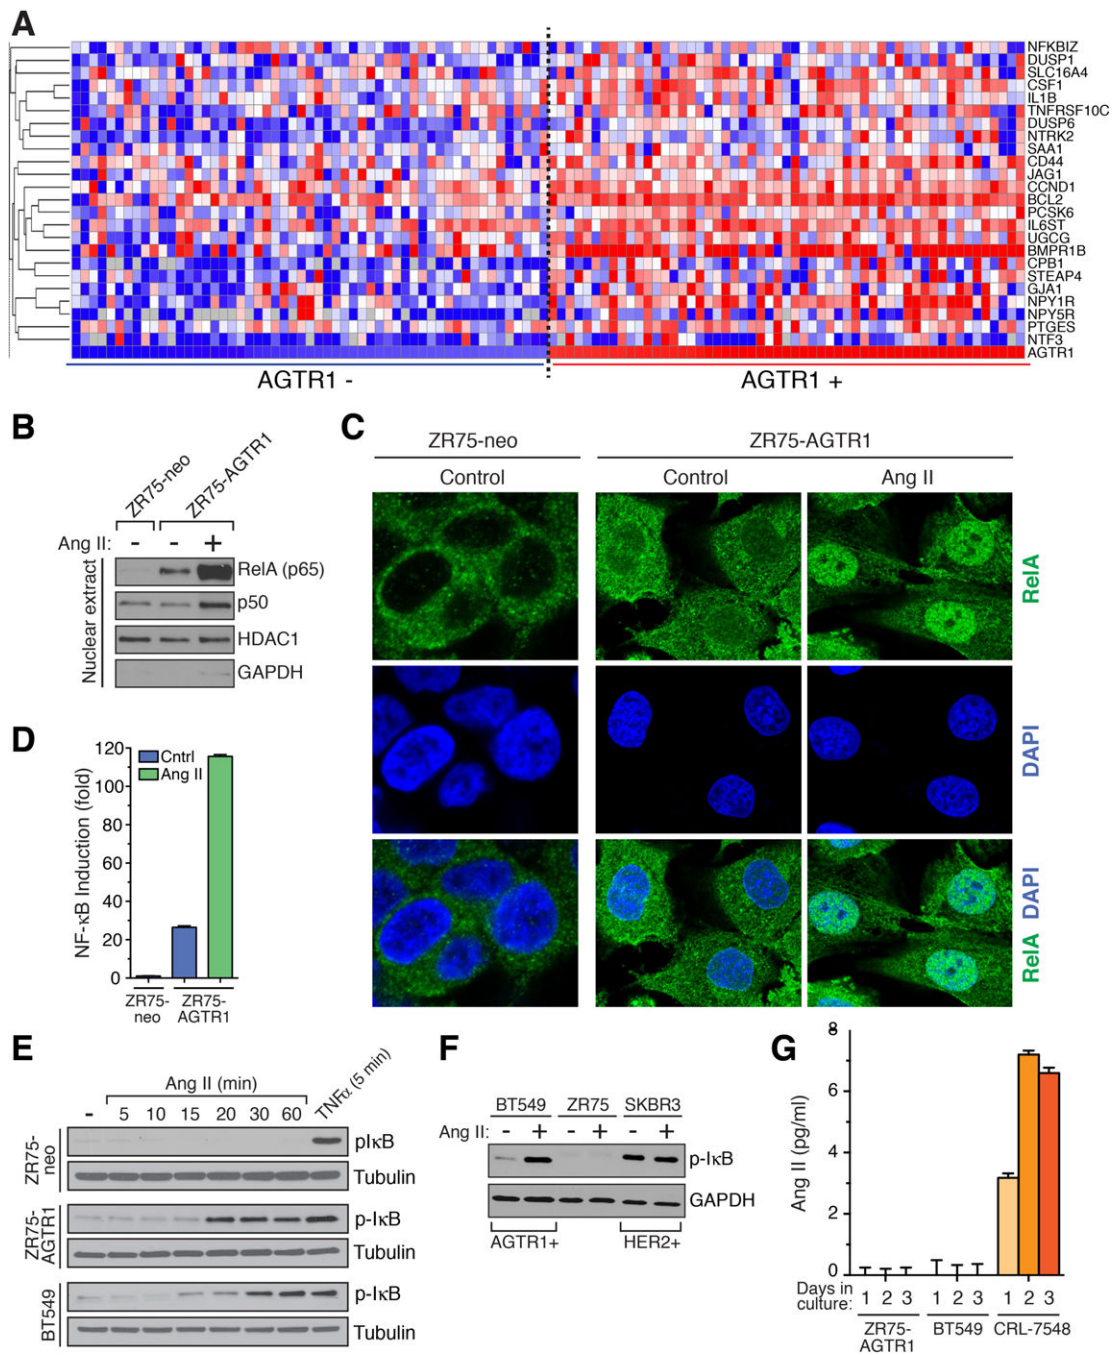 A
NFKBIZ
DUSP1
SLC16A4
CSF1
IL1B
TNFRSF10C
DUSP6
NTRK2
SAA1
CD44
JAG1
CCND1
BCL2
PCSK6
IL6ST
UGCG
BMPR1B
CPB1
STEAP4
GJA1
NPY1R
NPY5R
PTGES
NTF3
AGTR1
AGTR1 - AGTR1 +
B
ZR75-neo
ZR75-AGTR1
Ang II: - - +
Nuclear extract
RelA (p65)
p50
HDAC1
GAPDH
C
ZR75-neo ZR75-AGTR1
Control Control Ang II
RelA
DAPI
RelA DAPI
D
NF-κB Induction (fold)
120
100
80
60
40
20
0
Cntrl
Ang II
ZR75-
neo
ZR75-
AGTR1
E
Ang II (min)
- 5 10 15 20 30 60 TNFα (5 min)
ZR75-
neo
pIκB
Tubulin
ZR75-
AGTR1
p-IκB
Tubulin
BT549
p-IκB
Tubulin
F
BT549 ZR75 SKBR3
Ang II: - + - + - +
p-IκB
GAPDH
AGTR1+ HER2+
G
Ang II (pg/ml)
8
6
4
2
0
Days in
culture: 1 2 3 1 2 3 1 2 3
ZR75-
AGTR1
BT549 CRL-7548